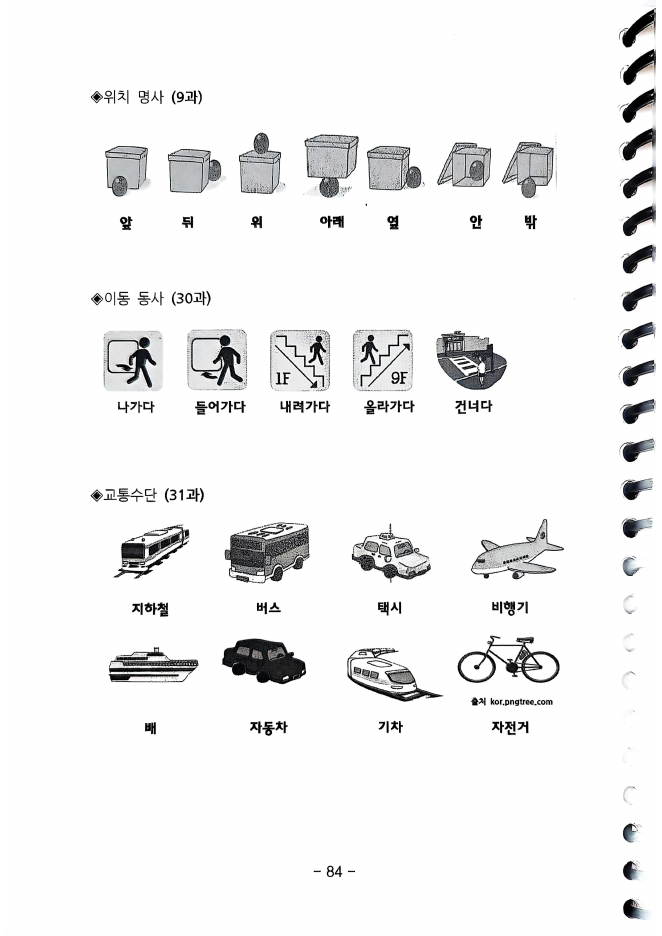 ◈위치 명사 (9과)
앞 뒤 위 아래 옆 안 밖
◈이동 동사 (30과)
1F 9F
나가다 들어가다 내려가다 올라가다 건너다
◈교통수단 (31과)
지하철 버스 택시 비행기
출처 kor.pngtree.com
배 자동차 기차 자전거
- 84 -